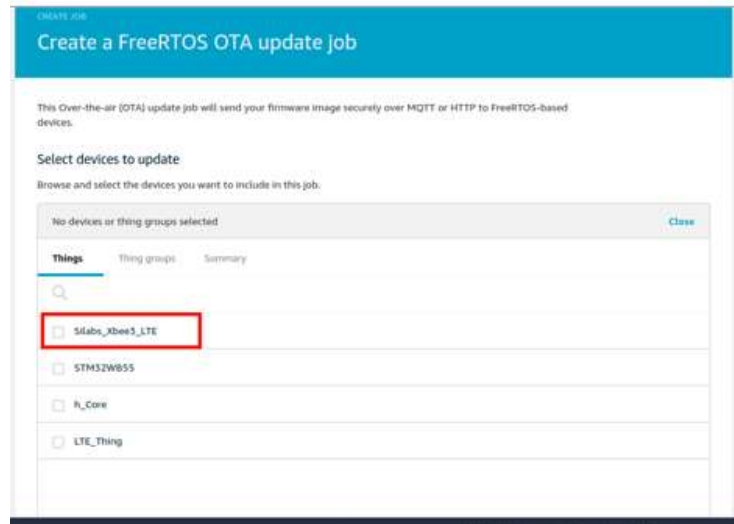 CREATE JOB
Create a FreeRTOS OTA update job
This Over-the-air (OTA) update job will send your firmware image securely over MQTT or HTTP to FreeRTOS-based
devices.
Select devices to update
Browse and select the devices you want to include in this job.
No devices or thing groups selected Close
Things Thing groups Summary
Silabs_Xbee3_LTE
STM32WB55
h_Core
LTE_Thing